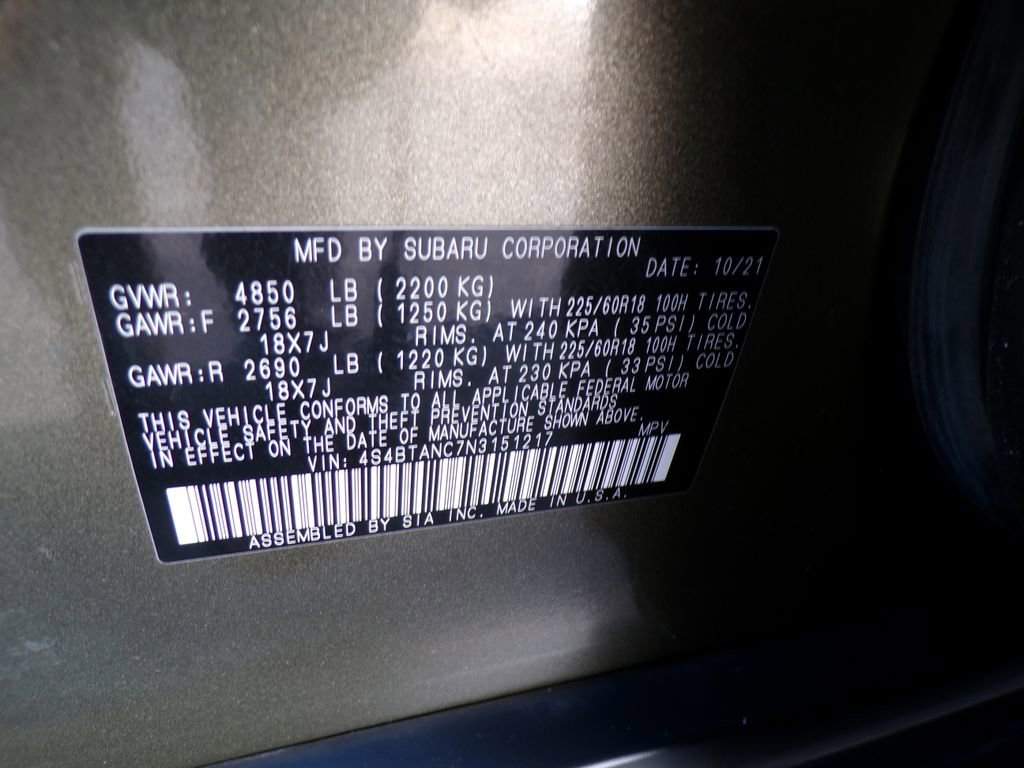 MFD BY SUBARU CORPORATION
DATE: 10/21
GVWR: 4850 LB ( 2200 KG)
GAWR:F 2756 LB ( 1250 KG) WITH 225/60R18 100H TIRES.
18X7J RIMS. AT 240 KPA ( 35 PSI) COLD
GAWR:R 2690 LB ( 1220 KG) WITH 225/60R18 100H TIRES.
18X7J RIMS. AT 230 KPA ( 33 PSI) COLD
THIS VEHICLE CONFORMS TO ALL APPLICABLE FEDERAL MOTOR
VEHICLE SAFETY AND THEFT PREVENTION STANDARDS
IN EFFECT ON THE DATE OF MANUFACTURE SHOWN ABOVE.
VIN: 4S4BTANC7N3151217 MPV
ASSEMBLED BY SIA INC. MADE IN U.S.A.